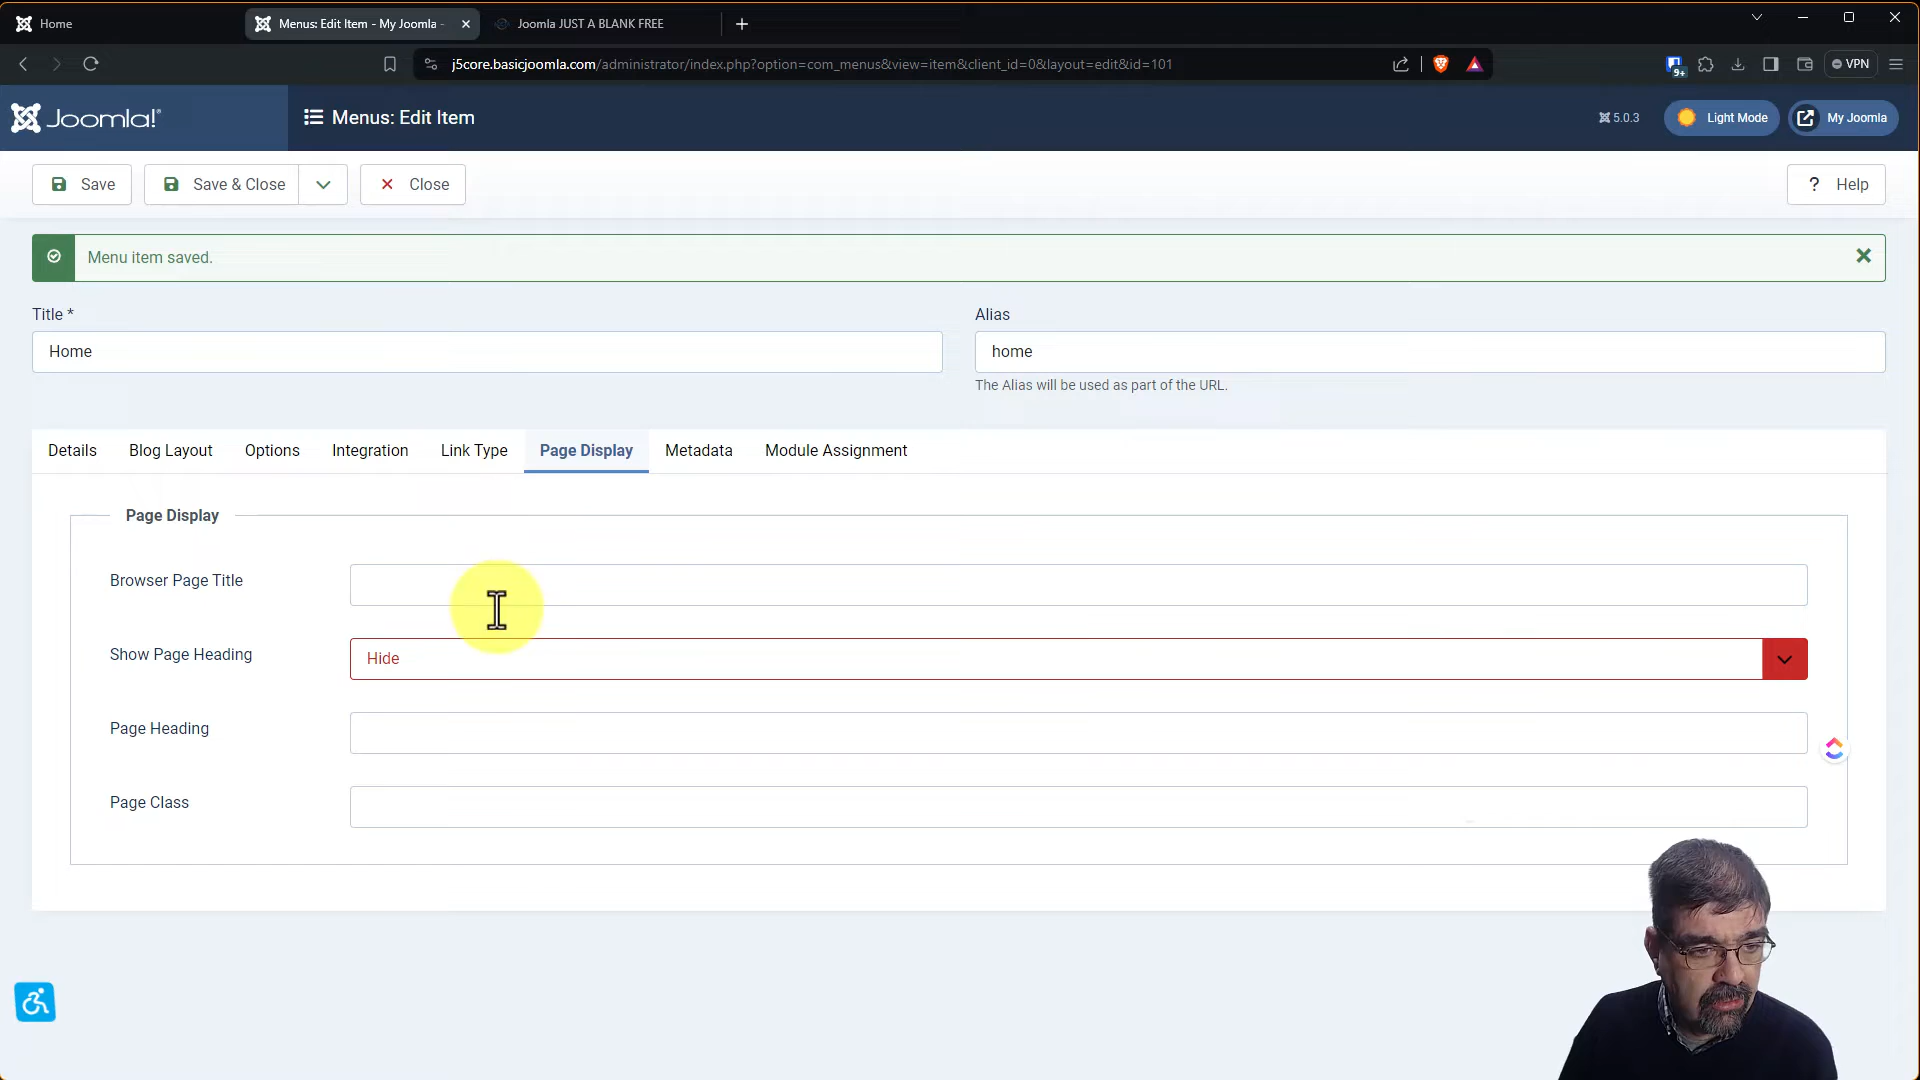 Home
Menus: Edit Item - My Joomla -
Joomla JUST A BLANK FREE
j5core.basicjoomla.com/administrator/index.php?option=com_menus&view=item&client_id=0&layout=edit&id=101
9+
VPN
Joomla!®
Menus: Edit Item
5.0.3
Light Mode
My Joomla
Save
Save & Close
Close
? Help
Menu item saved.
Title *
Alias
Home
home
The Alias will be used as part of the URL.
Details
Blog Layout
Options
Integration
Link Type
Page Display
Metadata
Module Assignment
Page Display
Browser Page Title
Show Page Heading
Hide
Page Heading
Page Class